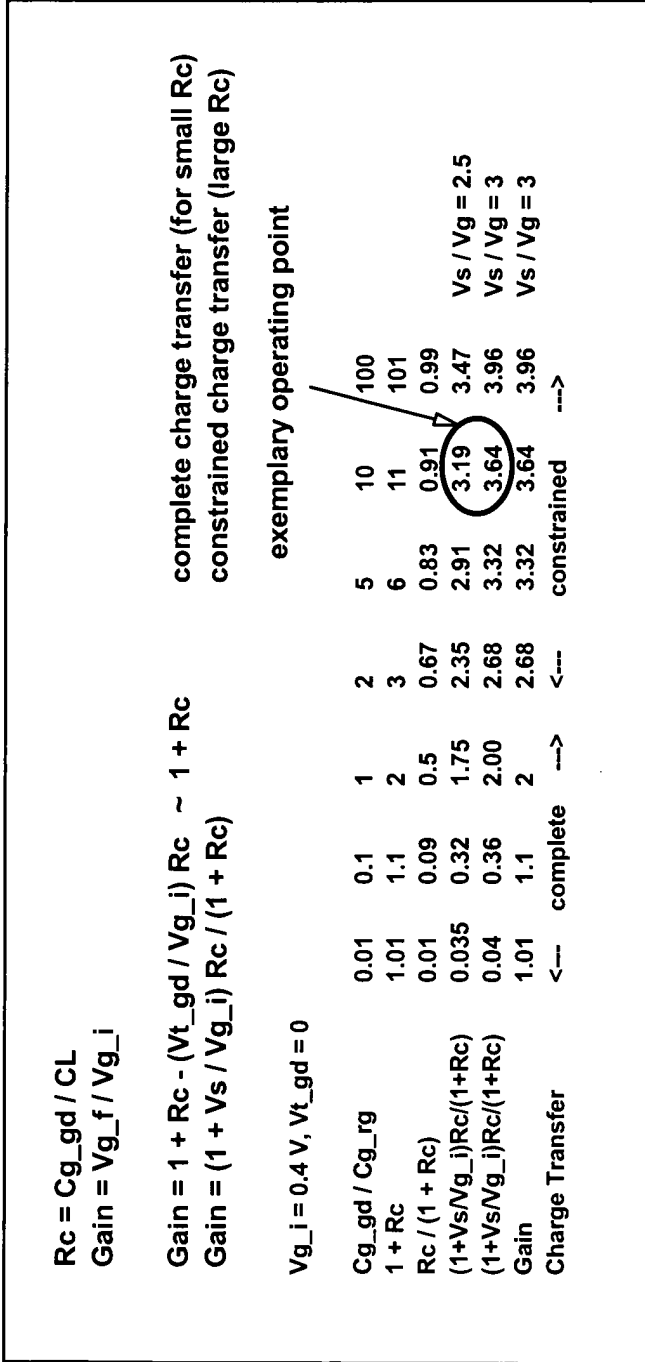 Rc = Cg_gd / CL
Gain = Vg_f / Vg_i
Gain = 1 + Rc - (Vt_gd / Vg_i) Rc ~ 1 + Rc complete charge transfer (for small Rc)
Gain = (1 + Vs / Vg_i) Rc / (1 + Rc) constrained charge transfer (large Rc)
Vg_i = 0.4 V, Vt_gd = 0 exemplary operating point
Cg_gd / Cg_rg 0.01 0.1 1 2 5 10 100
1 + Rc 1.01 1.1 2 3 6 11 101
Rc / (1 + Rc) 0.01 0.09 0.5 0.67 0.83 0.91 0.99
(1+Vs/Vg_i)Rc/(1+Rc) 0.035 0.32 1.75 2.35 2.91 3.19 3.47 Vs / Vg = 2.5
(1+Vs/Vg_i)Rc/(1+Rc) 0.04 0.36 2.00 2.68 3.32 3.64 3.96 Vs / Vg = 3
Gain 1.01 1.1 2 2.68 3.32 3.64 3.96 Vs / Vg = 3
Charge Transfer <--- complete ---> <--- constrained --->